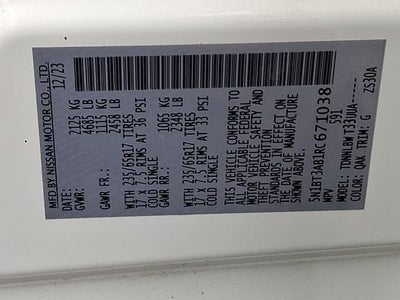 MFD BY NISSAN MOTOR CO., LTD.
12/23
GVWR: 2125 KG
4685 LB
GAWR FR.: 1115 KG
2458 LB
WITH 235/65R17 TIRES
17 X 7.5 RIMS AT 36 PSI
COLD SINGLE
GAWR RR.: 1065 KG
2348 LB
WITH 235/65R17 TIRES
17 X 7.5 RIMS AT 33 PSI
COLD SINGLE
THIS VEHICLE CONFORMS TO
ALL APPLICABLE FEDERAL
MOTOR VEHICLE SAFETY AND
THEFT PREVENTION
STANDARDS IN EFFECT ON
THE DATE OF MANUFACTURE
SHOWN ABOVE
5N1BT3AB1RC671038
MPV S91
MODEL:
COLOR: QAK TRIM: G ZS30A